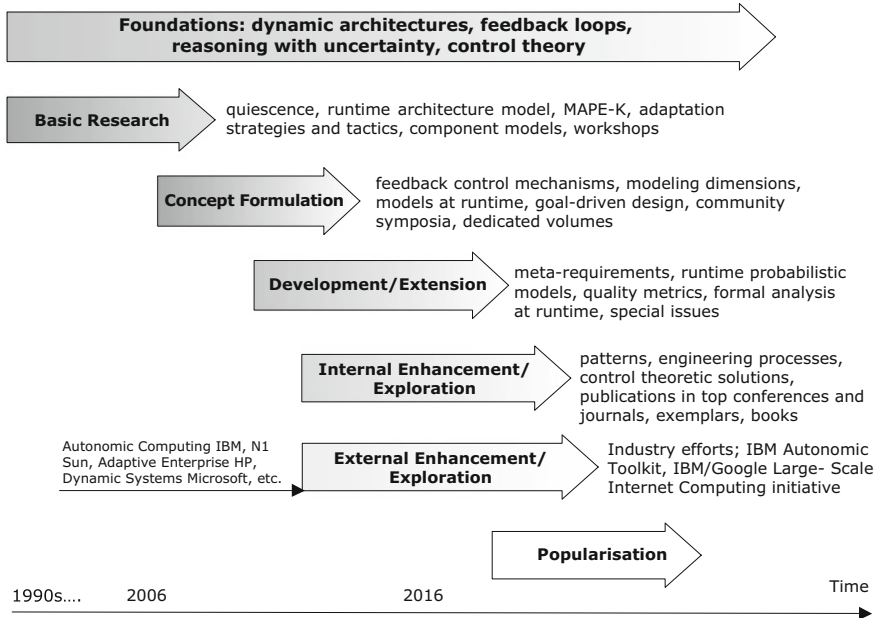 Foundations: dynamic architectures, feedback loops,
reasoning with uncertainty, control theory
Basic Research
quiescence, runtime architecture model, MAPE-K, adaptation
strategies and tactics, component models, workshops
Concept Formulation
feedback control mechanisms, modeling dimensions,
models at runtime, goal-driven design, community
symposia, dedicated volumes
Development/Extension
meta-requirements, runtime probabilistic
models, quality metrics, formal analysis
at runtime, special issues
Internal Enhancement/
Exploration
patterns, engineering processes,
control theoretic solutions,
publications in top conferences and
journals, exemplars, books
Autonomic Computing IBM, N1
Sun, Adaptive Enterprise HP,
Dynamic Systems Microsoft, etc.
External Enhancement/
Exploration
Industry efforts; IBM Autonomic
Toolkit, IBM/Google Large- Scale
Internet Computing initiative
Popularisation
1990s.... 2006 2016 Time